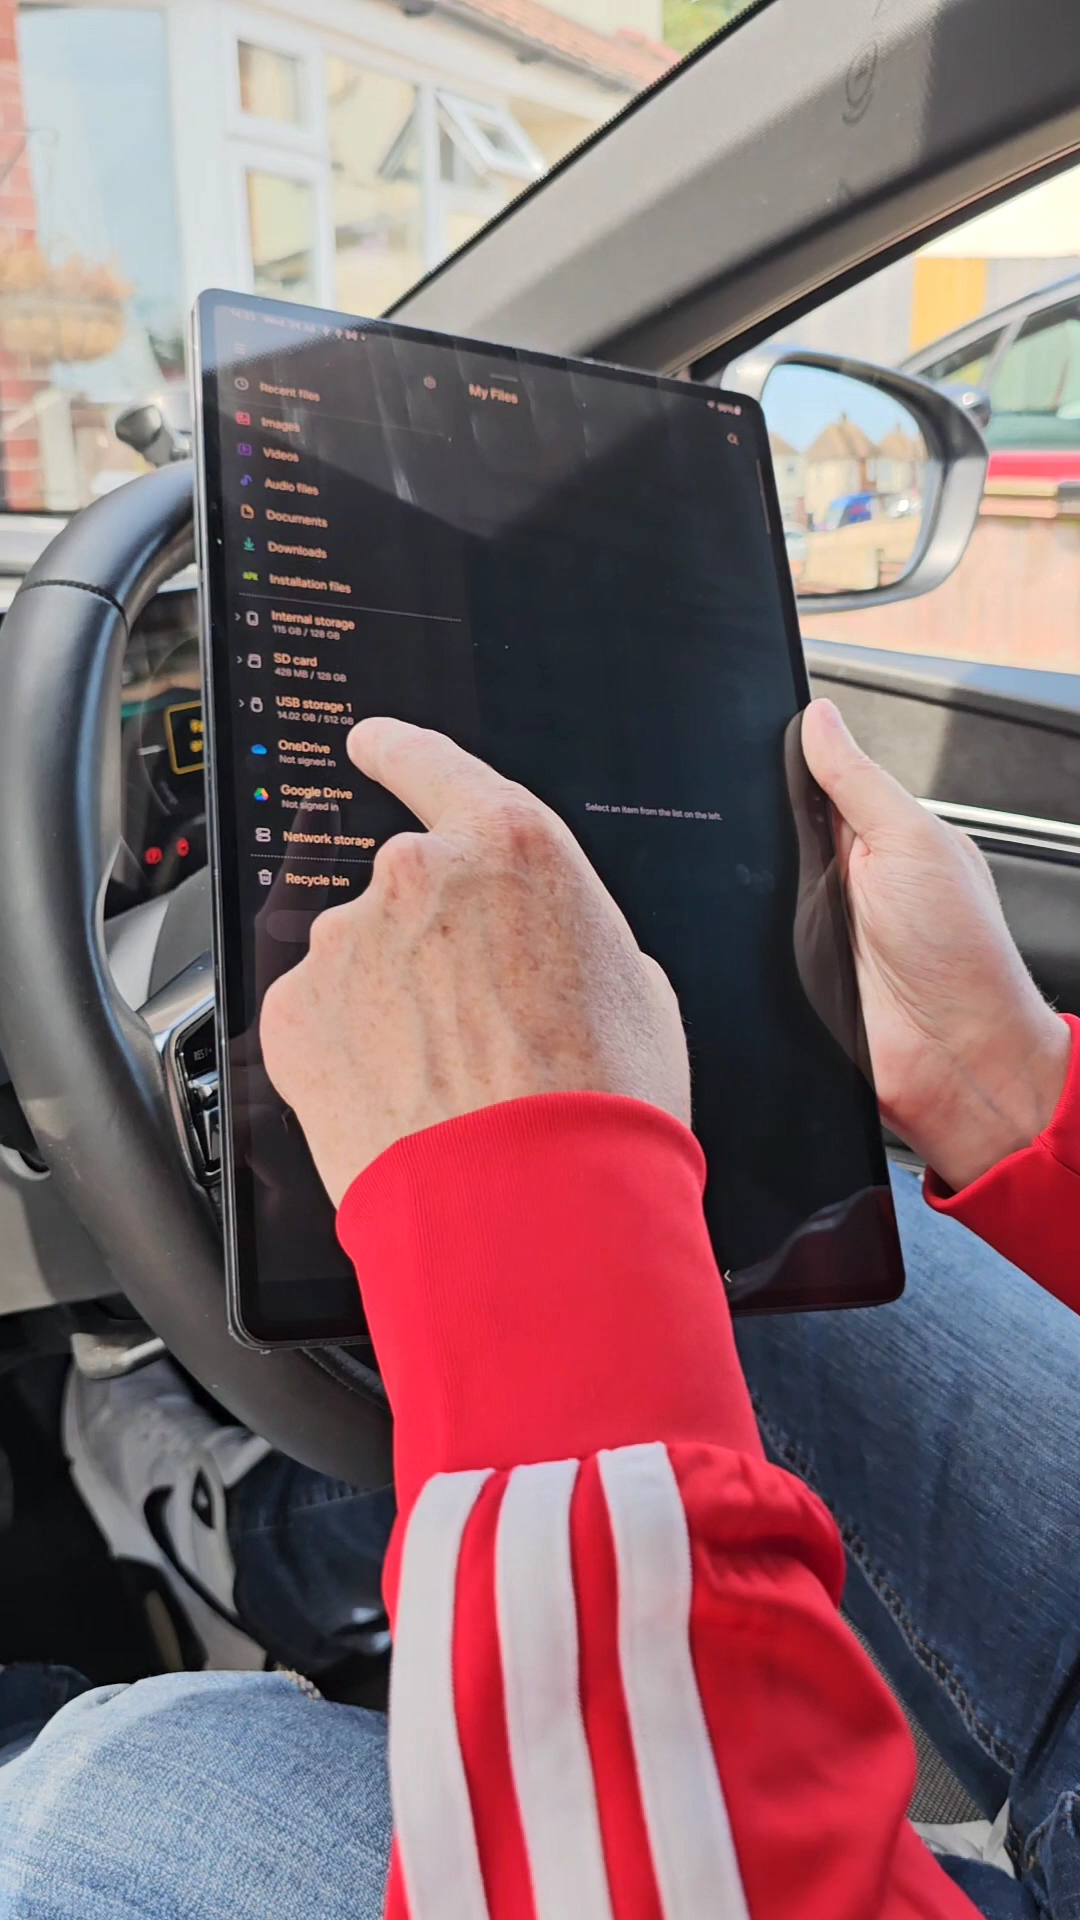 My Files
Recent files
Images
Videos
Audio files
Documents
Downloads
APK Installation files
Internal storage
115 GB / 128 GB
SD card
428 MB / 128 GB
USB storage 1
14.02 GB / 512 GB
OneDrive
Not signed in
Google Drive
Not signed in
Network storage
Recycle bin
Select an item from the list on the left.